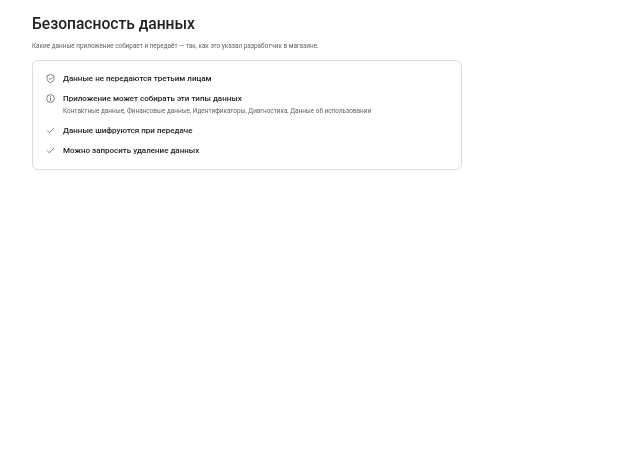 Безопасность данных
Какие данные приложение собирает и передаёт — так, как это указал разработчик в магазине.
Данные не передаются третьим лицам
Приложение может собирать эти типы данных
Контактные данные, Финансовые данные, Идентификаторы, Диагностика, Данные об использовании
Данные шифруются при передаче
Можно запросить удаление данных